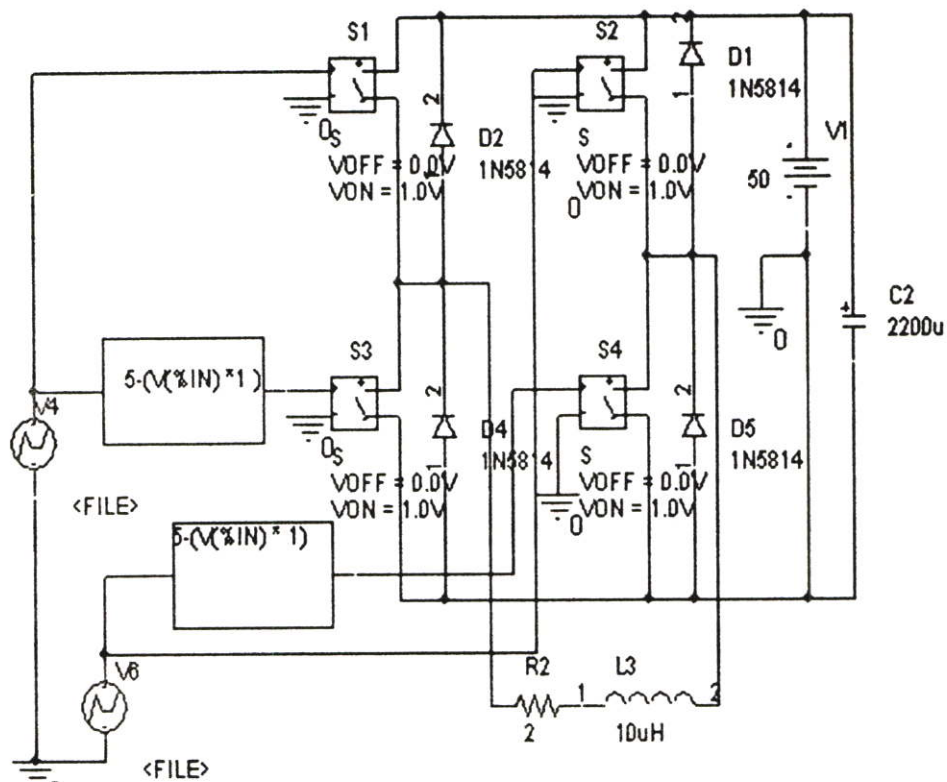 S1
S2
2
D1
1N5814
1
2
D2
1N5814
0
S
VOFF = 0.0V
VON = 1.0V
0
S
VOFF = 0.0V
VON = 1.0V
0
V1
50
0
C2
2200u
+
S3
S4
5-(V(%IN)*1)
V4
2
D4
1N5814
1
0
S
VOFF = 0.0V
VON = 1.0V
2
D5
1N5814
1
S
VOFF = 0.0V
VON = 1.0V
0
<FILE>
5-(V(%IN)* 1)
V6
R2
L3
1
2
2
10uH
<FILE>